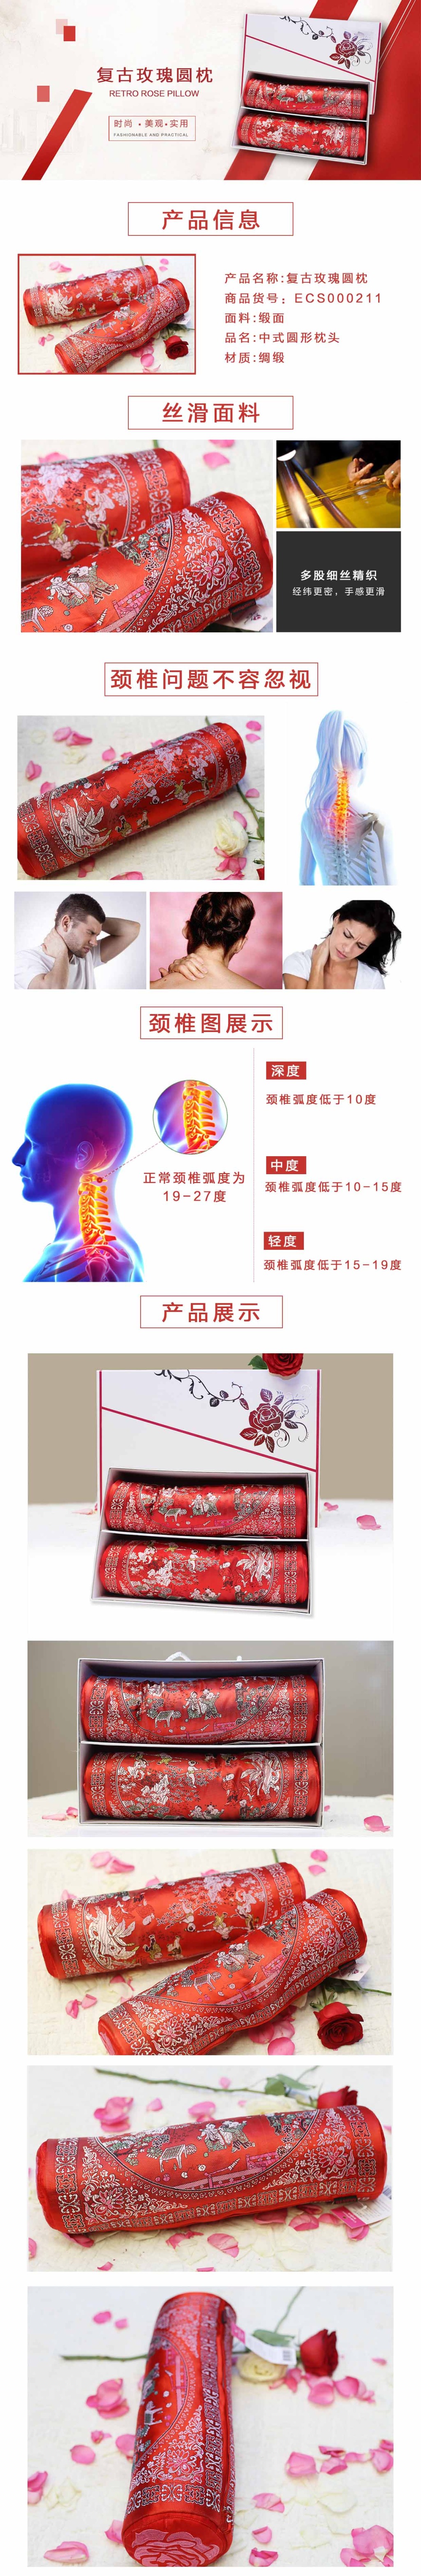 复古玫瑰圆枕
RETRO ROSE PILLOW
时尚•美观•实用
FASHIONABLE AND PRACTICAL
产品信息
产品名称:复古玫瑰圆枕
商品货号：ECS000211
面料:缎面
品名:中式圆形枕头
材质:绸缎
丝滑面料
多股细丝精织
经纬更密，手感更滑
颈椎问题不容忽视
颈椎图展示
正常颈椎弧度为
19-27度
深度
颈椎弧度低于10度
中度
颈椎弧度低于10-15度
轻度
颈椎弧度低于15-19度
产品展示